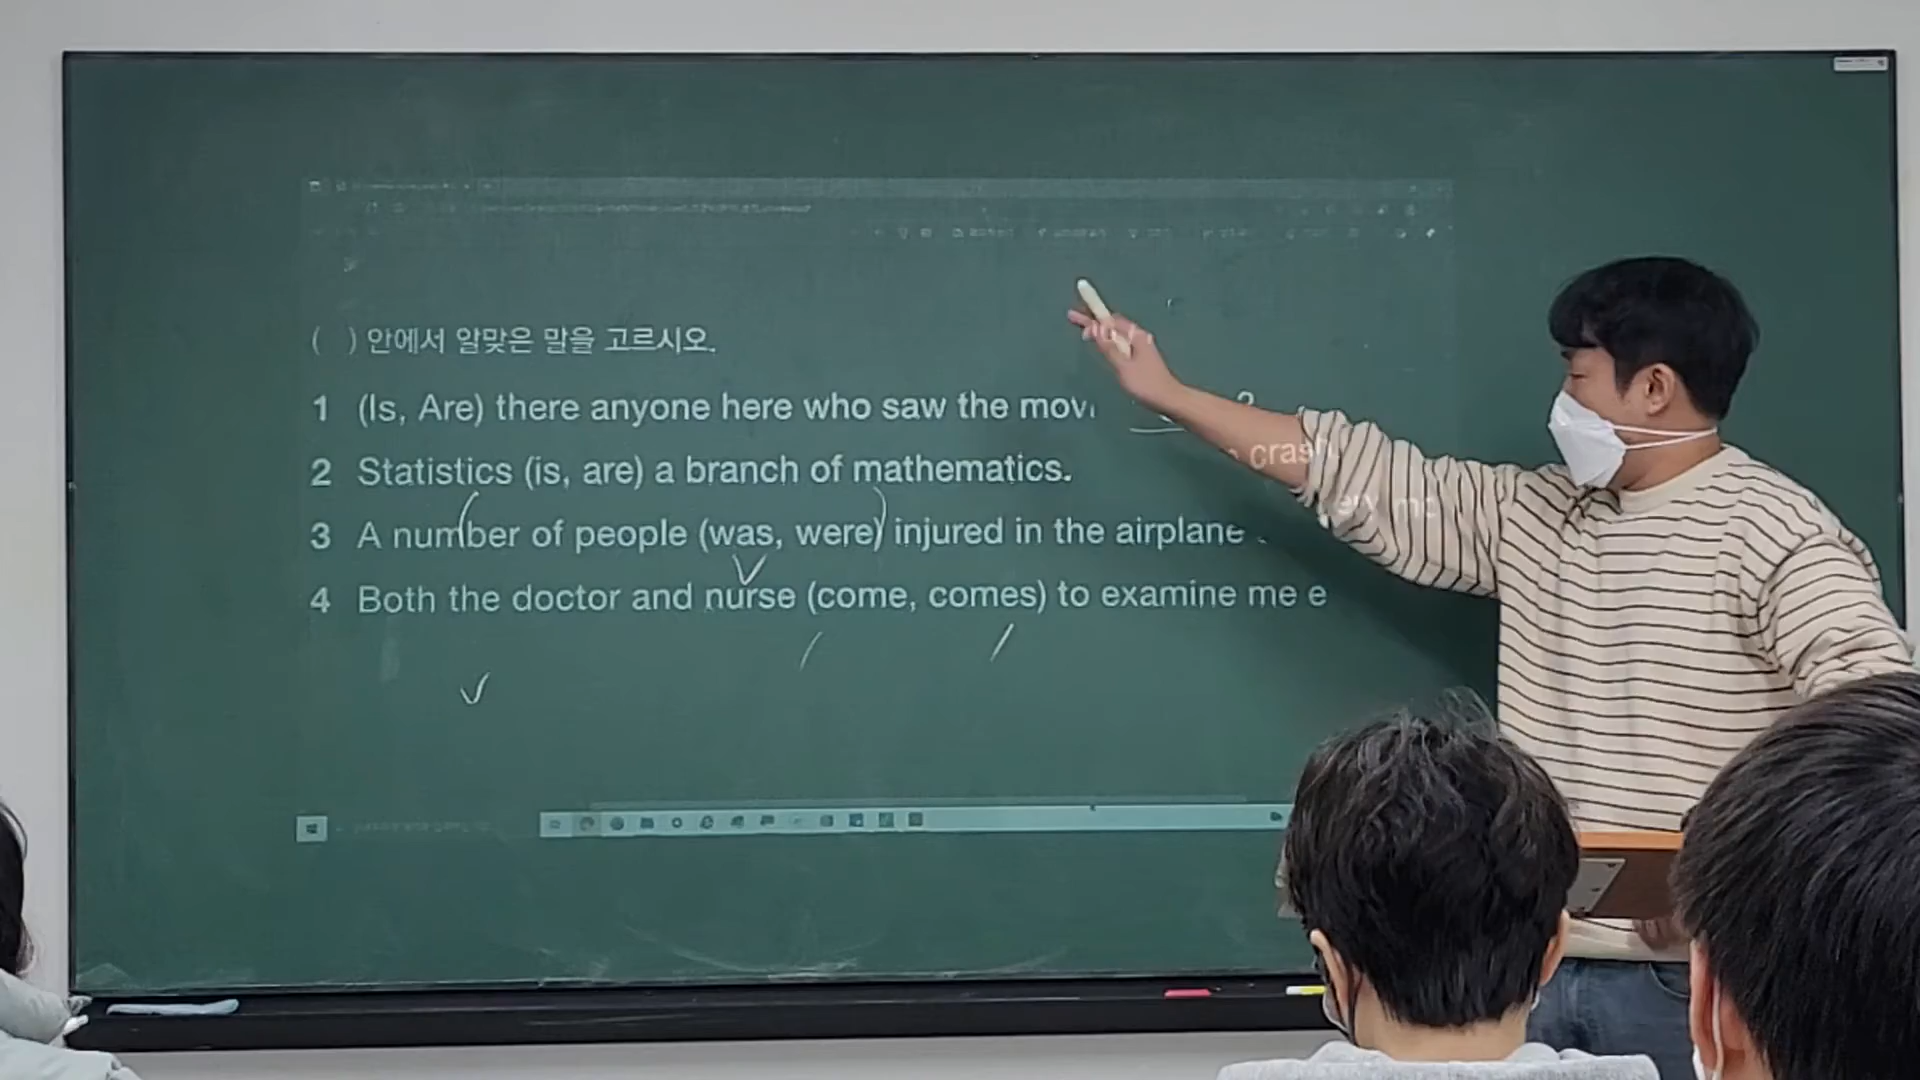 ( ) 안에서 알맞은 말을 고르시오.
1 (Is, Are) there anyone here who saw the movi ?
2 Statistics (is, are) a branch of mathematics.
3 A number of people (was, were) injured in the airplane crash
4 Both the doctor and nurse (come, comes) to examine me e